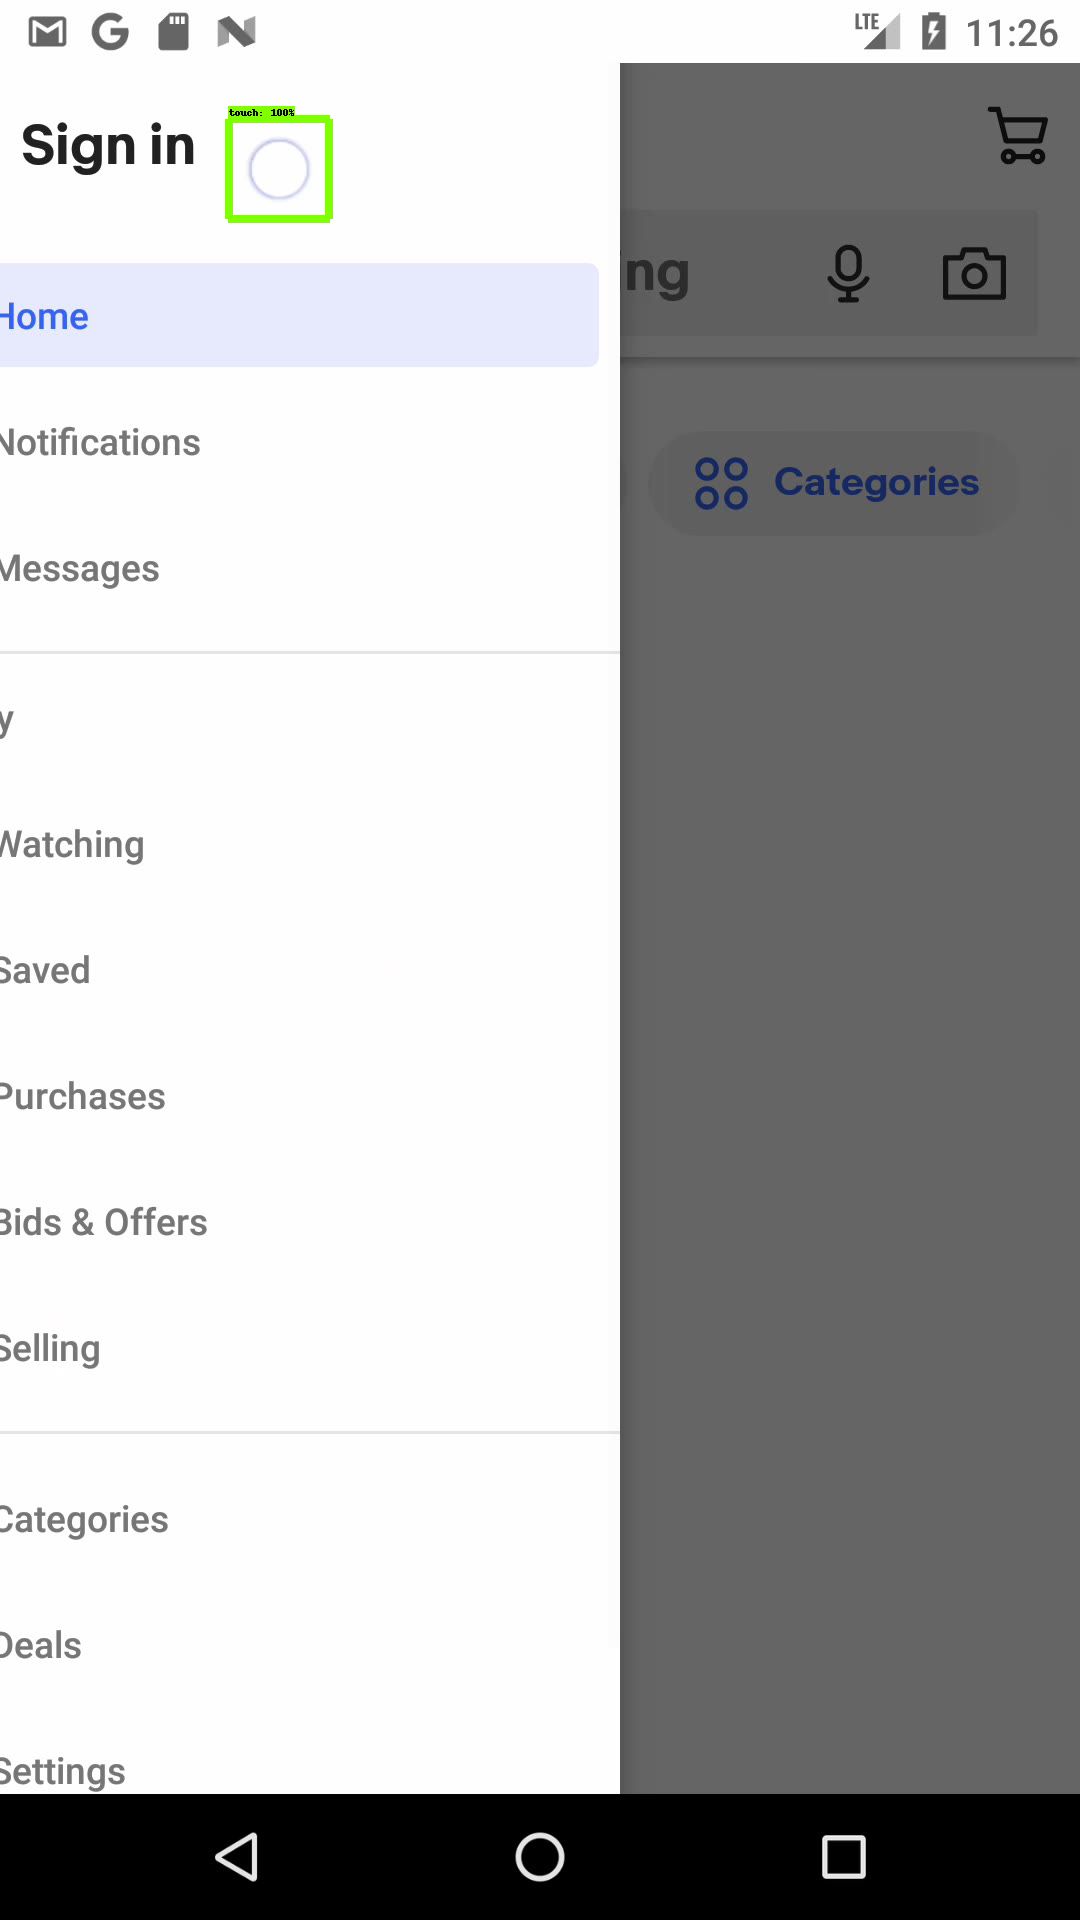 LTE 11:26
touch: 100%
Sign in
ng
Home
Notifications
Categories
Messages
y
Watching
Saved
Purchases
Bids & Offers
Selling
Categories
Deals
Settings